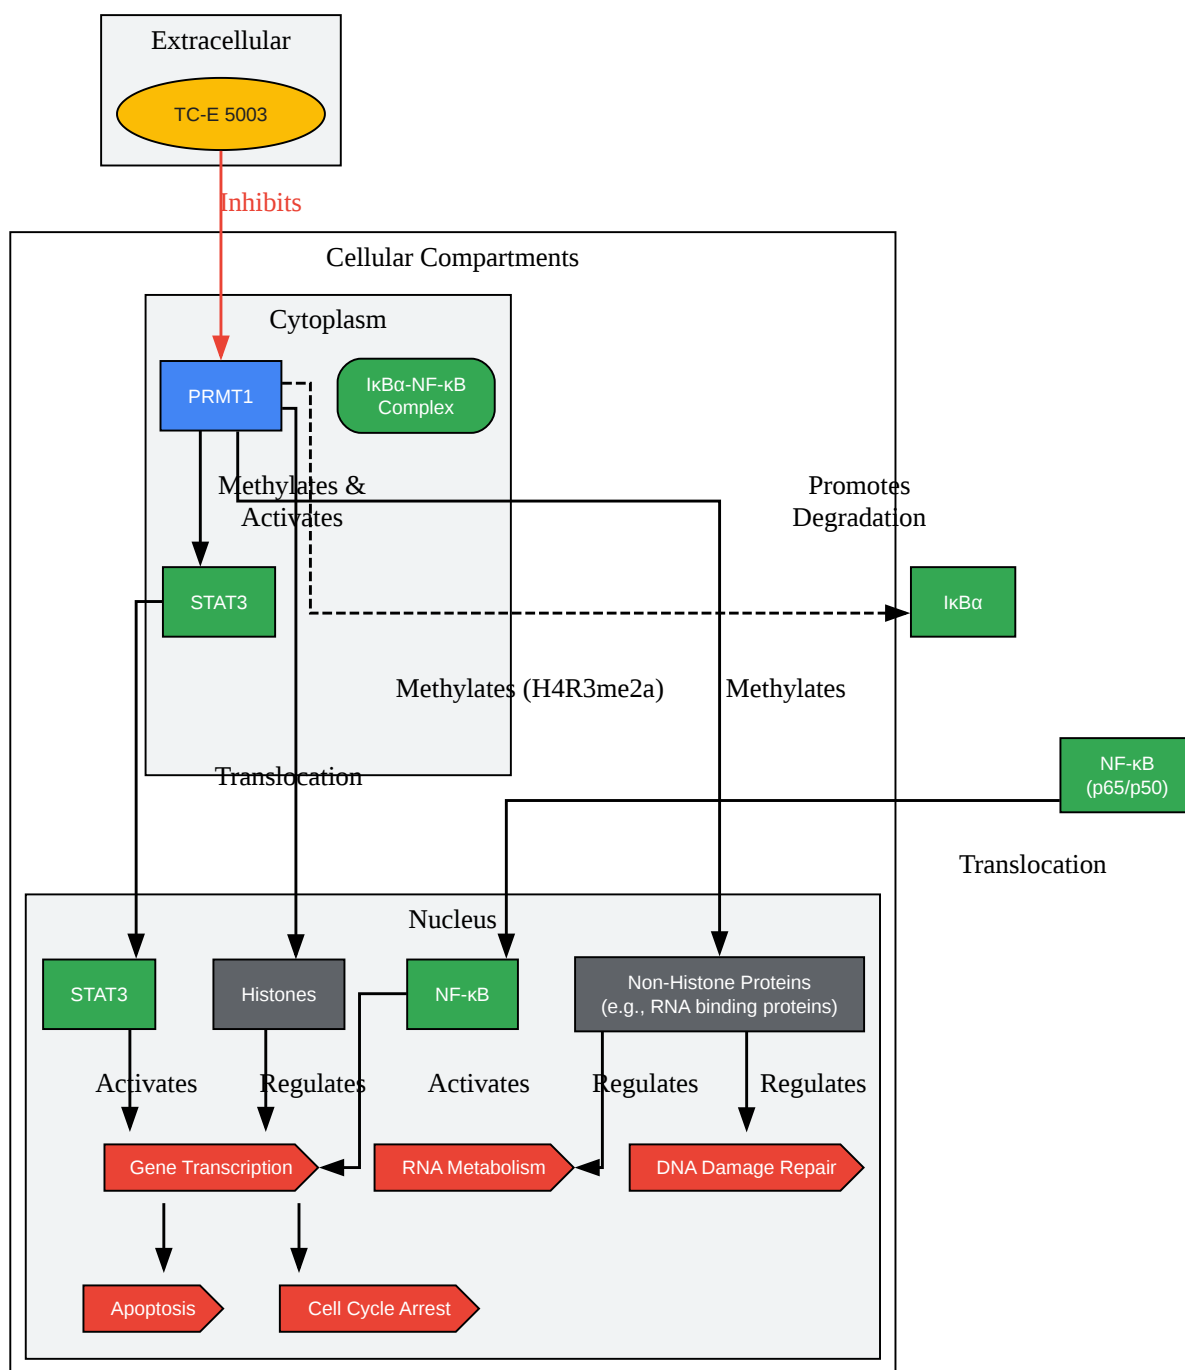 Extracellular
TC-E 5003
Inhibits
Cellular Compartments
Cytoplasm
PRMT1
IκBα-NF-κB
Complex
Methylates &
Activates
Promotes
Degradation
STAT3
IκBα
Methylates (H4R3me2a)
Methylates
Translocation
NF-κB
(p65/p50)
Translocation
Nucleus
STAT3
Histones
NF-κB
Non-Histone Proteins
(e.g., RNA binding proteins)
Activates
Regulates
Activates
Regulates
Regulates
Gene Transcription
RNA Metabolism
DNA Damage Repair
Apoptosis
Cell Cycle Arrest